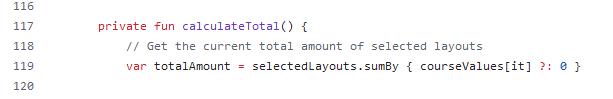 116
117 private fun calculateTotal() {
118 // Get the current total amount of selected layouts
119 var totalAmount = selectedLayouts.sumBy { courseValues[it] ?: 0 }
120